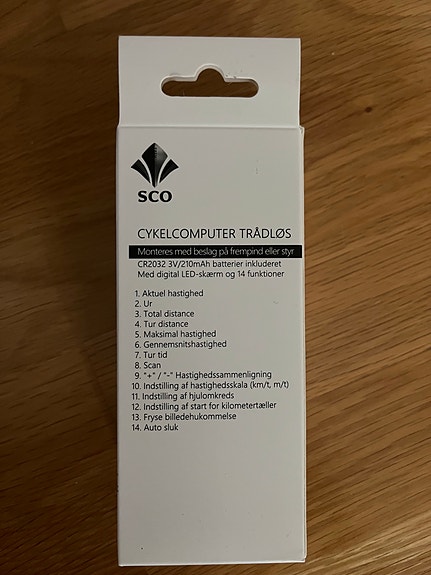 SCO
CYKELCOMPUTER TRÅDLØS
Monteres med beslag på frempind eller styr
CR2032 3V/210mAh batterier inkluderet
Med digital LED-skærm og 14 funktioner
1. Aktuel hastighed
2. Ur
3. Total distance
4. Tur distance
5. Maksimal hastighed
6. Gennemsnitshastighed
7. Tur tid
8. Scan
9. "+" / "-" Hastighedssammenligning
10. Indstilling af hastighedsskala (km/t, m/t)
11. Indstilling af hjulomkreds
12. Indstilling af start for kilometertæller
13. Fryse billedehukommelse
14. Auto sluk